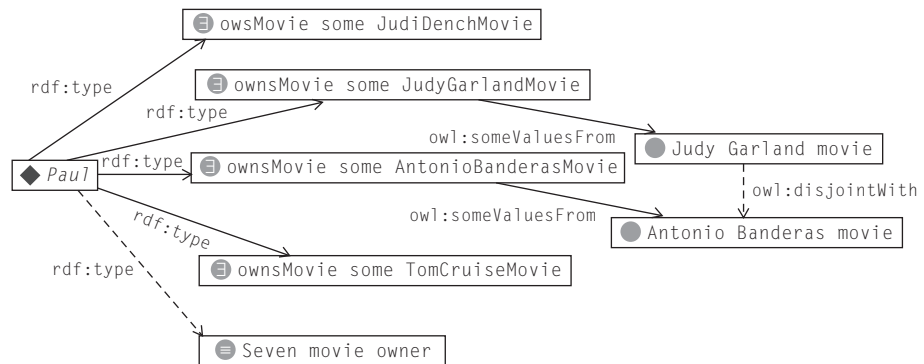 owsMovie some JudiDenchMovie
rdf:type
ownsMovie some JudyGarlandMovie
rdf:type
owl:someValuesFrom
Judy Garland movie
rdf:type
ownsMovie some AntonioBanderasMovie
Paul
owl:disjointWith
owl:someValuesFrom
rdf:type
Antonio Banderas movie
rdf:type
ownsMovie some TomCruiseMovie
Seven movie owner